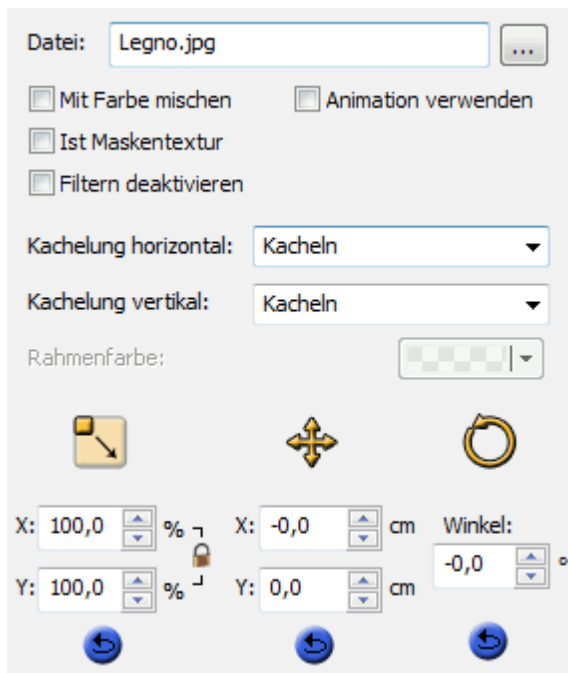 Datei: Legno.jpg ...
Mit Farbe mischen Animation verwenden
Ist Maskentextur
Filtern deaktivieren
Kachelung horizontal: Kacheln
Kachelung vertikal: Kacheln
Rahmenfarbe:
X: 100,0 % X: -0,0 cm Winkel:
-0,0 °
Y: 100,0 % Y: 0,0 cm